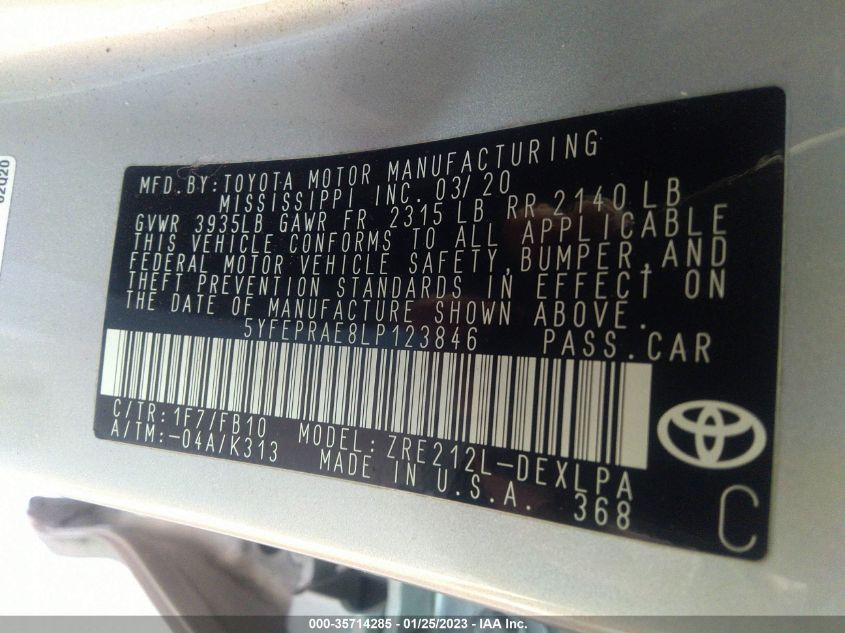 02Q20
MFD.BY:TOYOTA MOTOR MANUFACTURING
MISSISSIPPI INC. 03/20
GVWR 3935LB GAWR FR 2315 LB RR 2140 LB
THIS VEHICLE CONFORMS TO ALL APPLICABLE
FEDERAL MOTOR VEHICLE SAFETY,BUMPER,AND
THEFT PREVENTION STANDARDS IN EFFECT ON
THE DATE OF MANUFACTURE SHOWN ABOVE.
5YFEPRAE8LP123846 PASS.CAR
C/TR:1F7/FB10 MODEL:ZRE212L-DEXLPA
A/TM:-04A/K313 MADE IN U.S.A. 368
C
000-35714285 - 01/25/2023 - IAA Inc.